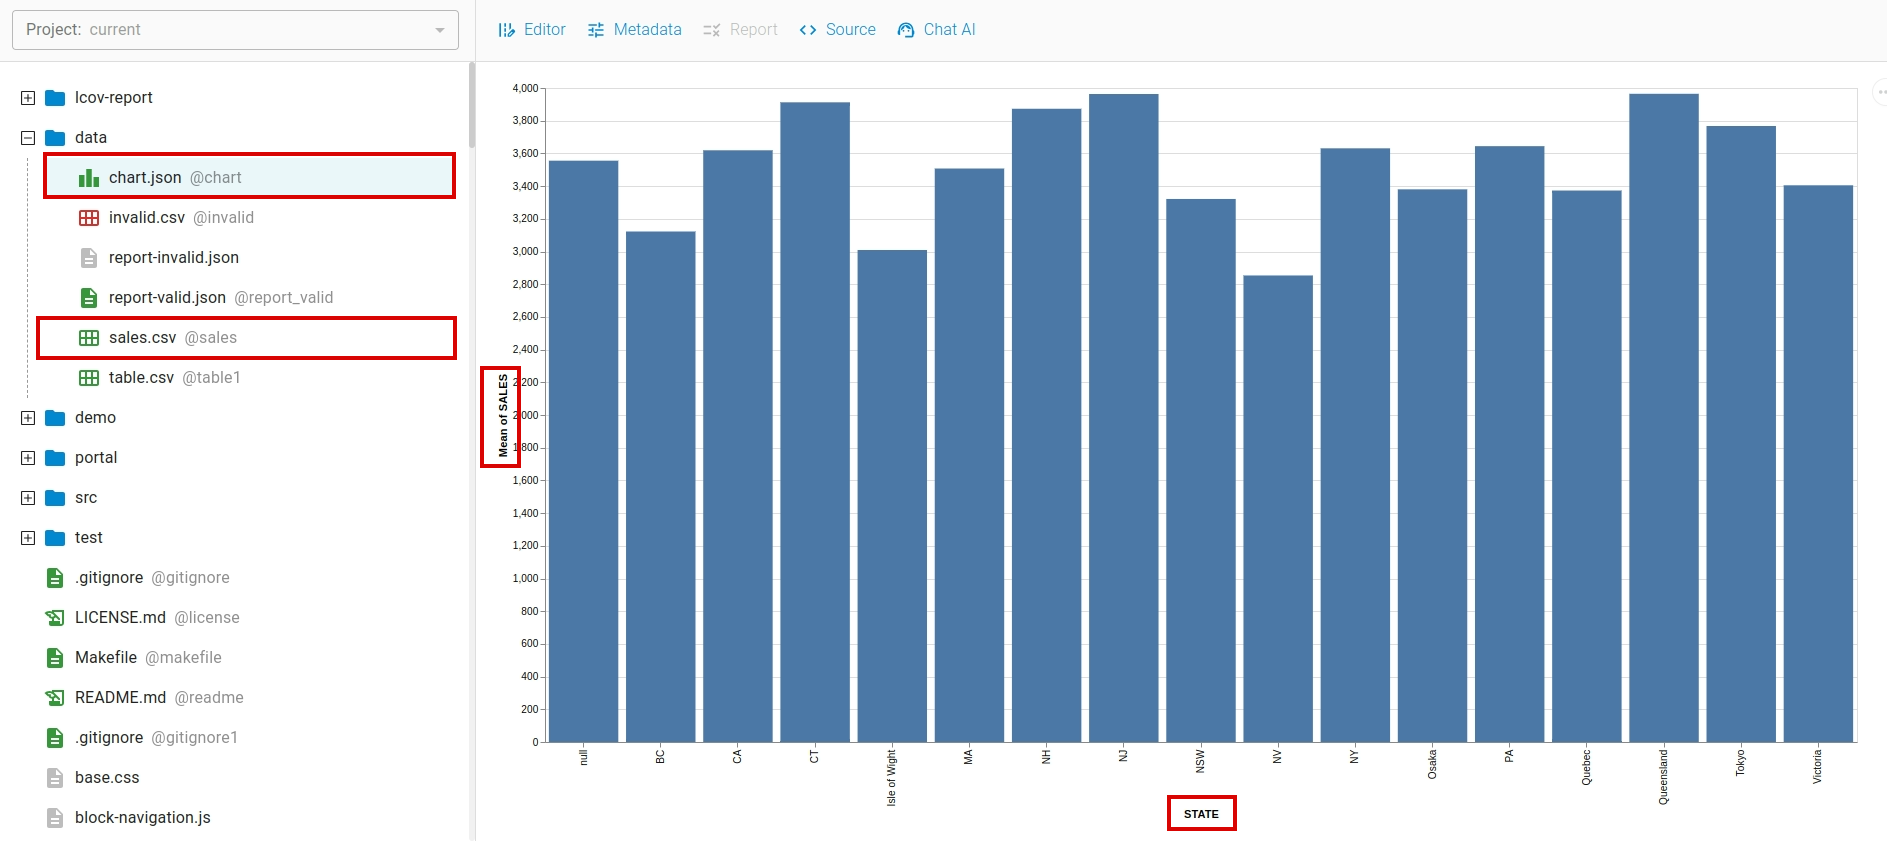 Project: current
Editor Metadata Report Source Chat AI
lcov-report
data
chart.json @chart
invalid.csv @invalid
report-invalid.json
report-valid.json @report_valid
sales.csv @sales
table.csv @table1
demo
portal
src
test
.gitignore @gitignore
LICENSE.md @license
Makefile @makefile
README.md @readme
.gitignore @gitignore1
base.css
block-navigation.js
Mean of SALES
4,000
3,800
3,600
3,400
3,200
3,000
2,800
2,600
2,400
2,200
2,000
1,800
1,600
1,400
1,200
1,000
800
600
400
200
0
null BC CA CT Isle of Wight MA NH NJ NSW NV NY Osaka PA Quebec Queensland Tokyo Victoria
STATE